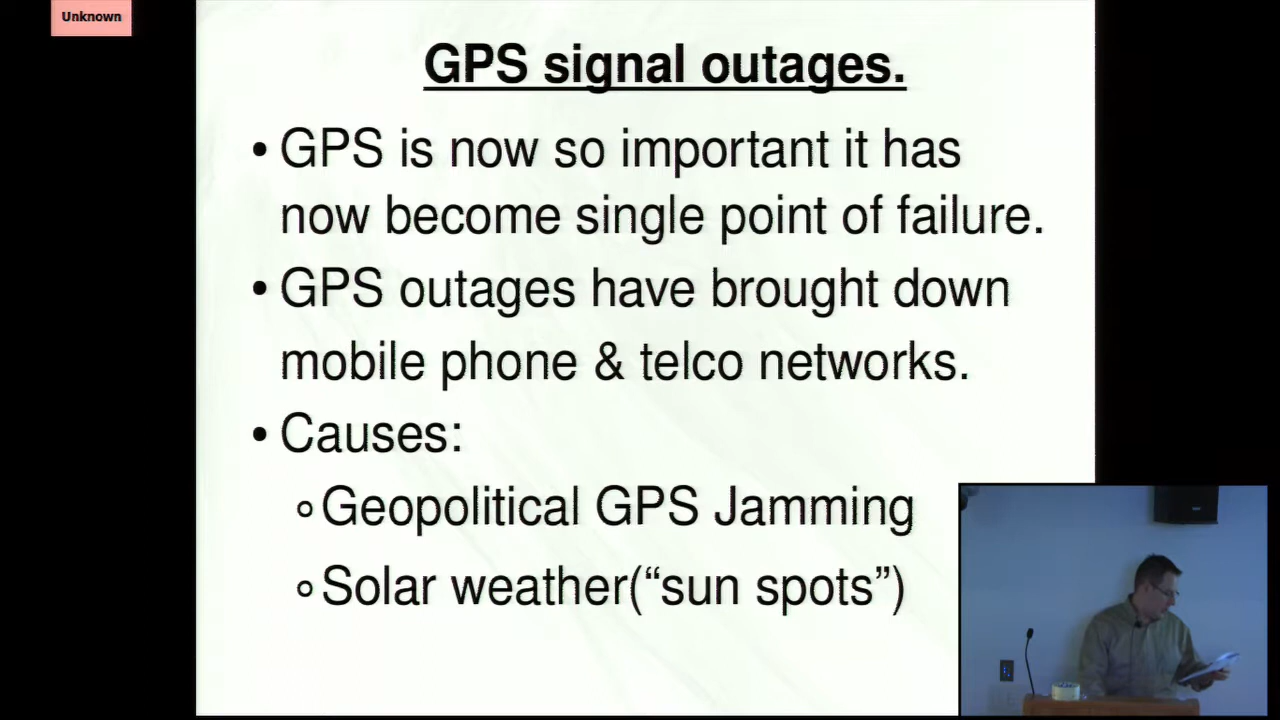 Unknown
GPS signal outages.
• GPS is now so important it has
now become single point of failure.
• GPS outages have brought down
mobile phone & telco networks.
• Causes:
∘ Geopolitical GPS Jamming
∘ Solar weather(“sun spots”)